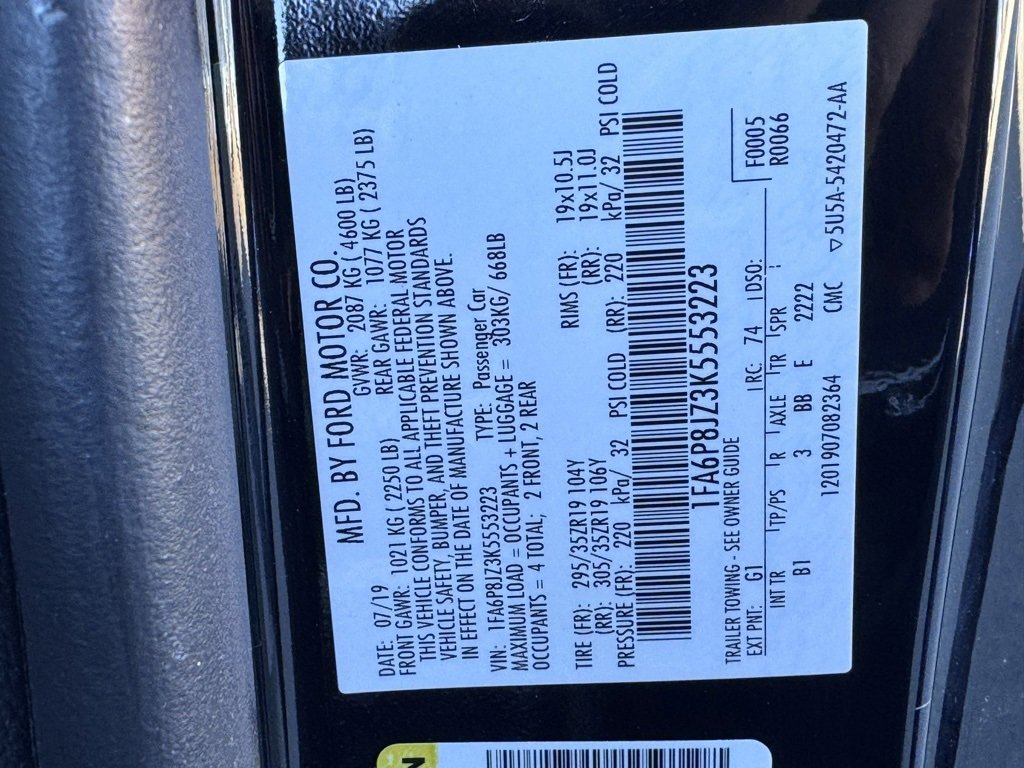 MFD. BY FORD MOTOR CO.
DATE: 07/19 GVWR: 2087 KG ( 4600 LB)
FRONT GAWR: 1021 KG ( 2250 LB) REAR GAWR: 1077 KG ( 2375 LB)
THIS VEHICLE CONFORMS TO ALL APPLICABLE FEDERAL MOTOR
VEHICLE SAFETY, BUMPER, AND THEFT PREVENTION STANDARDS
IN EFFECT ON THE DATE OF MANUFACTURE SHOWN ABOVE.
VIN: 1FA6P8JZ3K5553223 TYPE: Passenger Car
MAXIMUM LOAD = OCCUPANTS + LUGGAGE = 303KG/ 668LB
OCCUPANTS = 4 TOTAL; 2 FRONT, 2 REAR
TIRE (FR): 295/35ZR19 104Y RIMS (FR): 19x10.5J
(RR): 305/35ZR19 106Y (RR): 19x11.0J
PRESSURE (FR): 220 kPa/ 32 PSI COLD (RR): 220 kPa/ 32 PSI COLD
1FA6P8JZ3K5553223
TRAILER TOWING - SEE OWNER GUIDE
F0005
R0066
EXT PNT: G1 RC: 74 DSO:
INT TR TP/PS R AXLE TR SPR
B1 3 BB E 2222
1201907082364 CMC ▽5U5A-5420472-AA
N